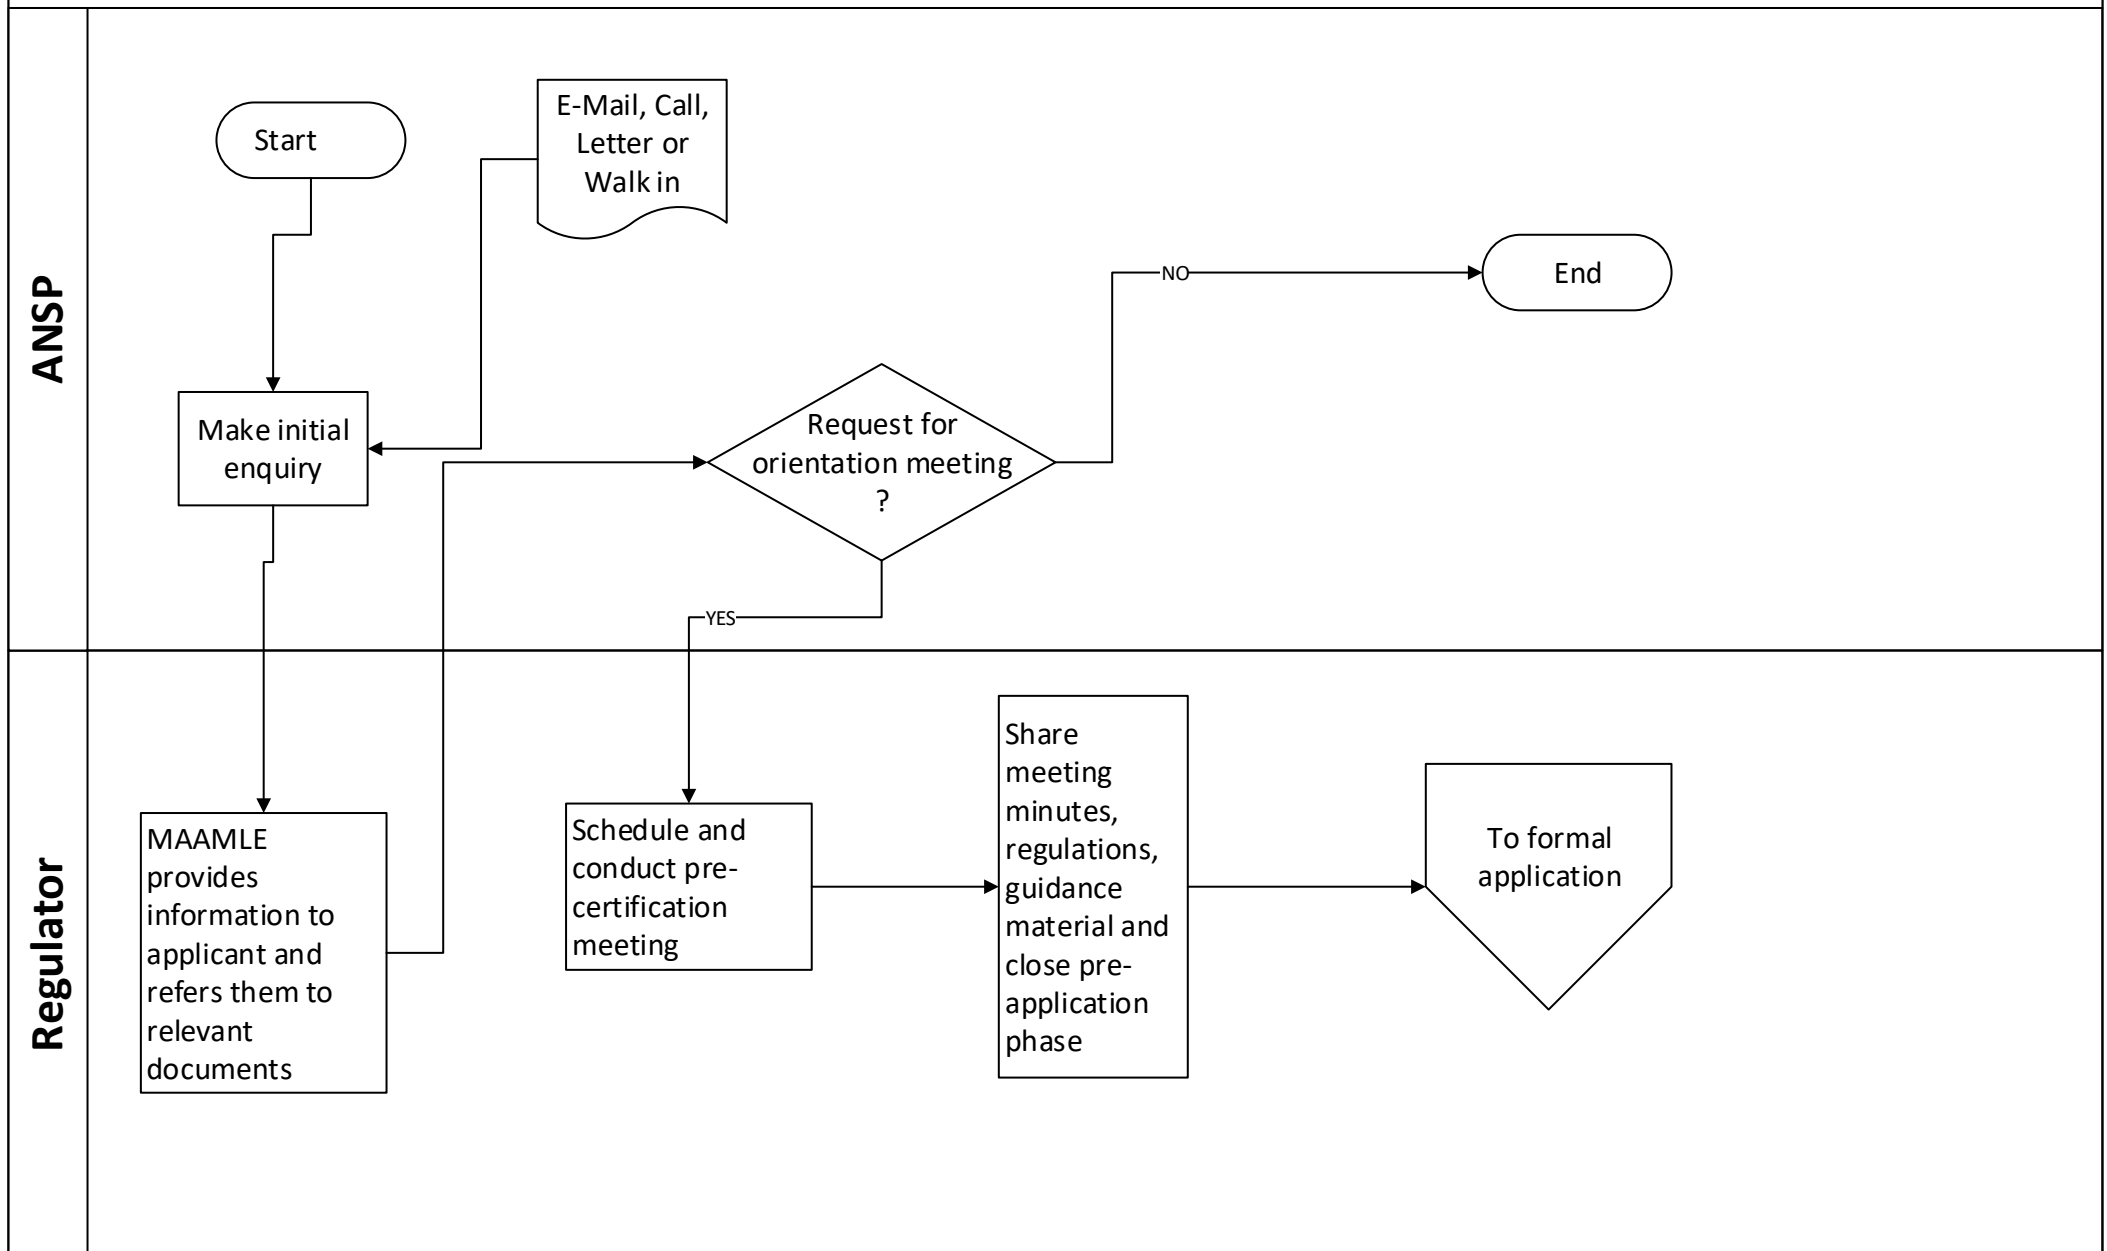 ANSP
Start
E-Mail, Call,
Letter or
Walk in
NO
End
Make initial
enquiry
Request for
orientation meeting
?
YES
Regulator
MAAMLE
provides
information to
applicant and
refers them to
relevant
documents
Schedule and
conduct pre-
certification
meeting
Share
meeting
minutes,
regulations,
guidance
material and
close pre-
application
phase
To formal
application